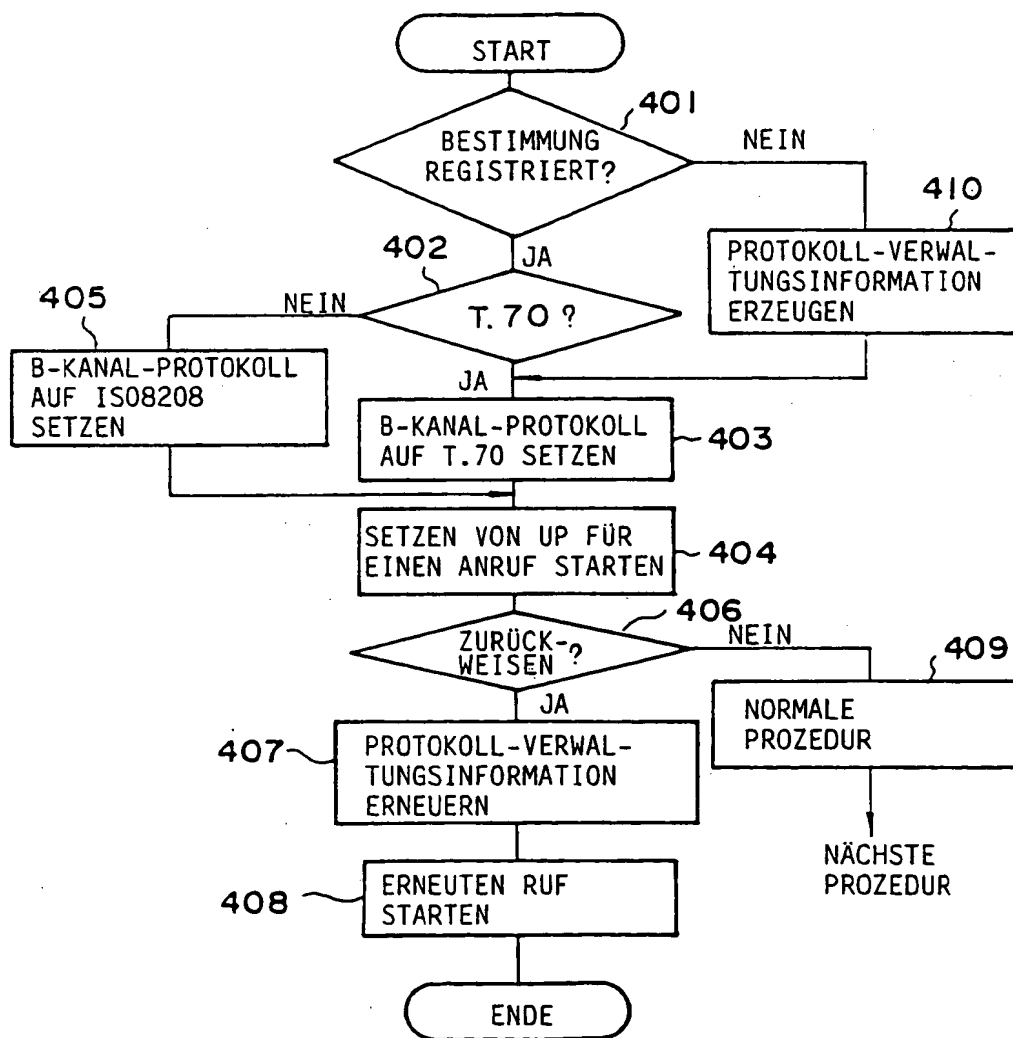 START
401
BESTIMMUNG
REGISTRIERT?
NEIN
410
PROTOKOLL-VERWAL-
TUNGSINFORMATION
ERZEUGEN
JA
402
T.70?
NEIN
405
B-KANAL-PROTOKOLL
AUF ISO8208
SETZEN
JA
B-KANAL-PROTOKOLL
AUF T.70 SETZEN
403
SETZEN VON UP FÜR
EINEN ANRUF STARTEN
404
406
ZURÜCK-
WEISEN?
NEIN
409
NORMALE
PROZEDUR
NÄCHSTE
PROZEDUR
JA
407
PROTOKOLL-VERWAL-
TUNGSINFORMATION
ERNEUERN
408
ERNEUTEN RUF
STARTEN
ENDE